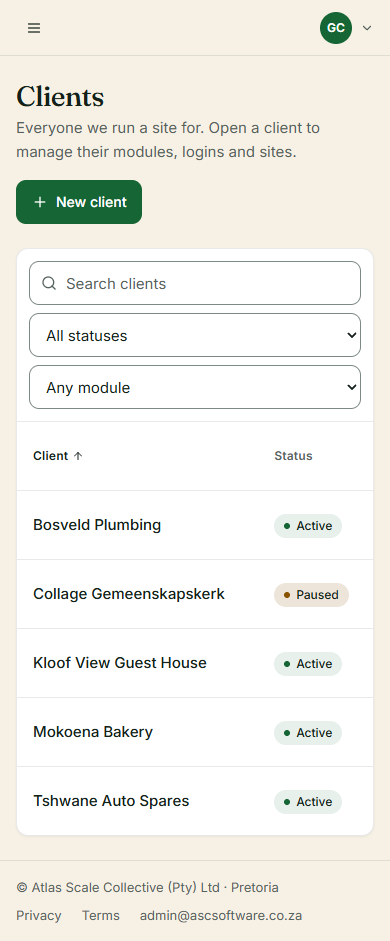 GC
Clients
Everyone we run a site for. Open a client to
manage their modules, logins and sites.
New client
Search clients
All statuses
Any module
Client ↑ Status
Bosveld Plumbing Active
Collage Gemeenskapskerk Paused
Kloof View Guest House Active
Mokoena Bakery Active
Tshwane Auto Spares Active
© Atlas Scale Collective (Pty) Ltd · Pretoria
Privacy Terms admin@ascsoftware.co.za